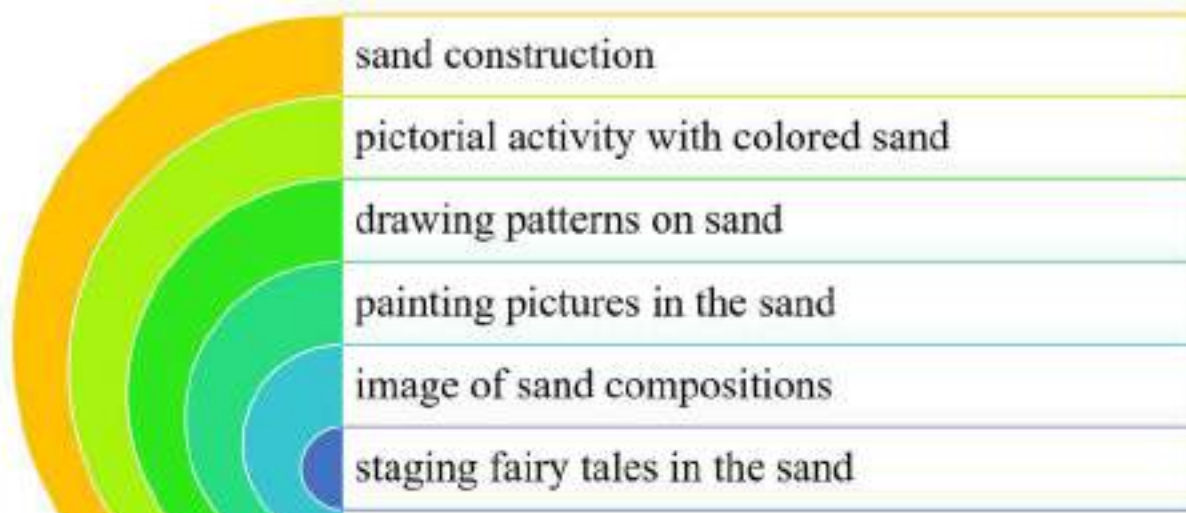 sand construction
pictorial activity with colored sand
drawing patterns on sand
painting pictures in the sand
image of sand compositions
staging fairy tales in the sand